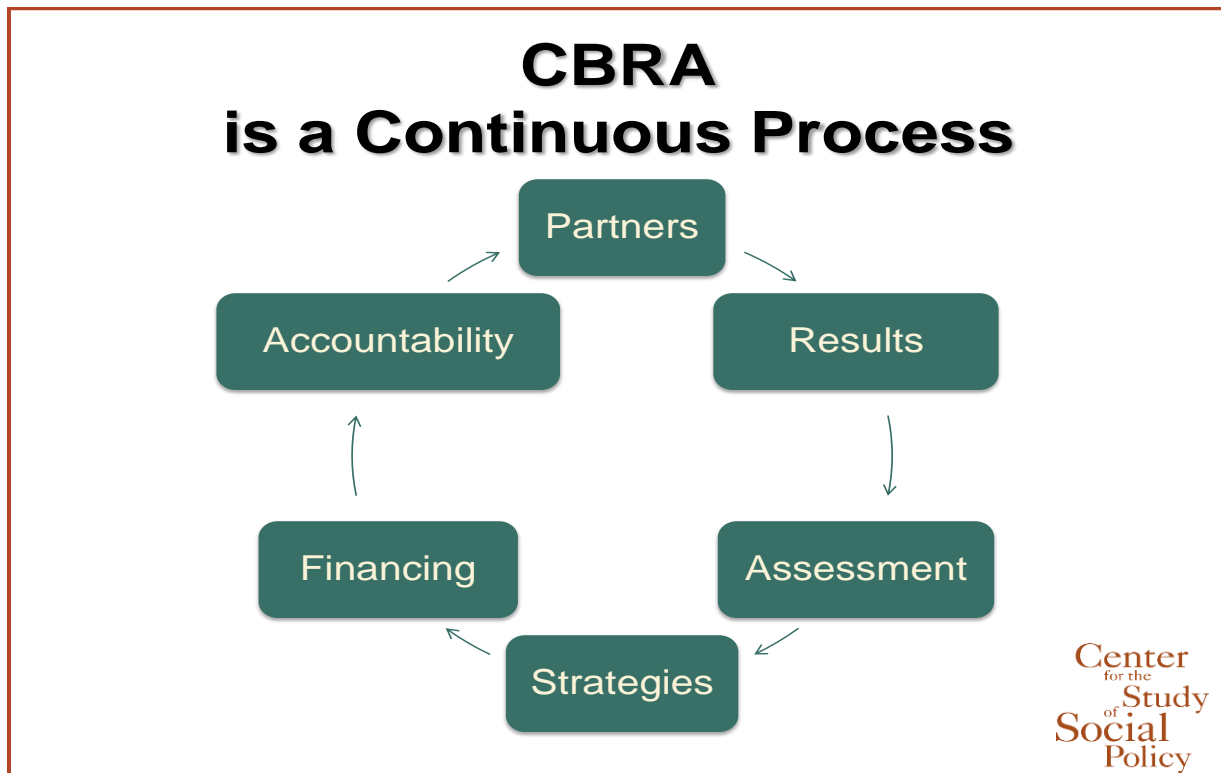 CBRA
is a Continuous Process
Partners
Results
Assessment
Strategies
Financing
Accountability
Center
for the
Study
of
Social
Policy